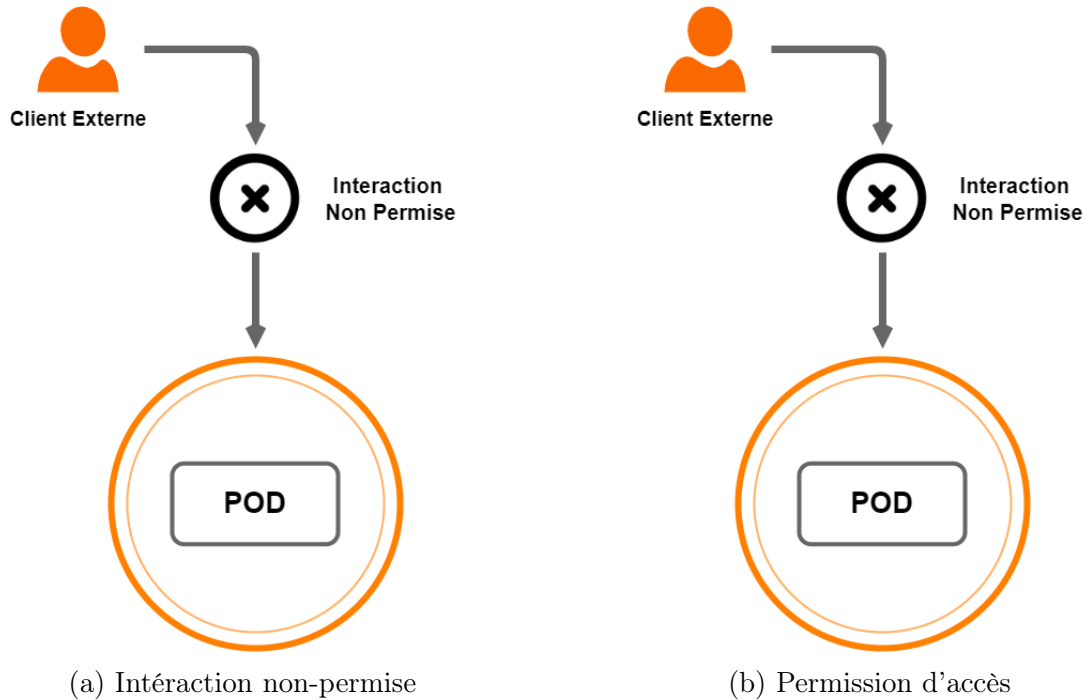 Client Externe
Interaction
Non Permise
POD
(a) Intéraction non-permise
Client Externe
Interaction
Non Permise
POD
(b) Permission d'accès